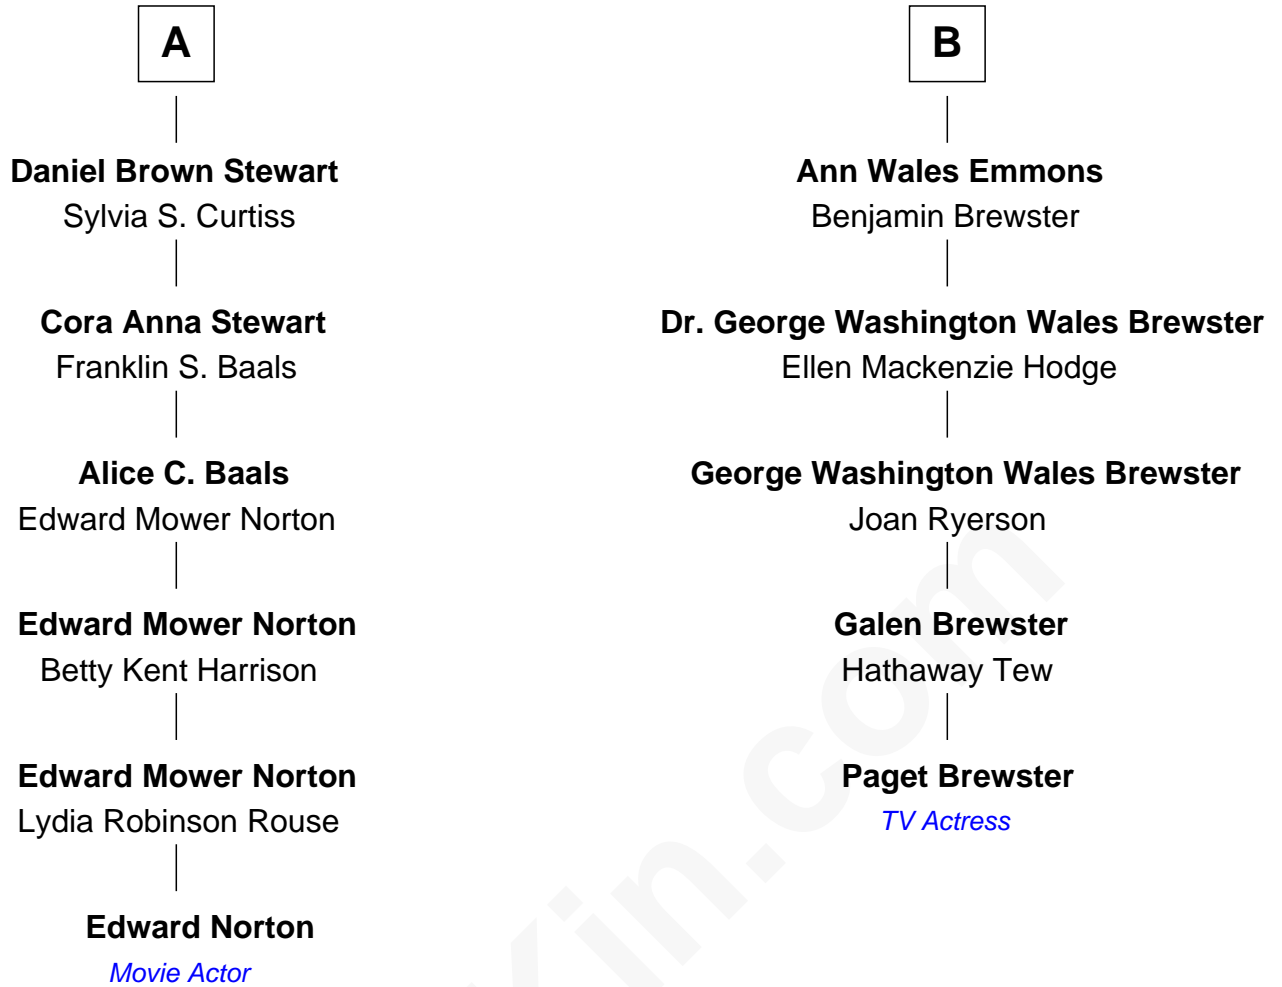 A
Daniel Brown Stewart
Sylvia S. Curtiss
Cora Anna Stewart
Franklin S. Baals
Alice C. Baals
Edward Mower Norton
Edward Mower Norton
Betty Kent Harrison
Edward Mower Norton
Lydia Robinson Rouse
Edward Norton
Movie Actor
B
Ann Wales Emmons
Benjamin Brewster
Dr. George Washington Wales Brewster
Ellen Mackenzie Hodge
George Washington Wales Brewster
Joan Ryerson
Galen Brewster
Hathaway Tew
Paget Brewster
TV Actress
Kin.com